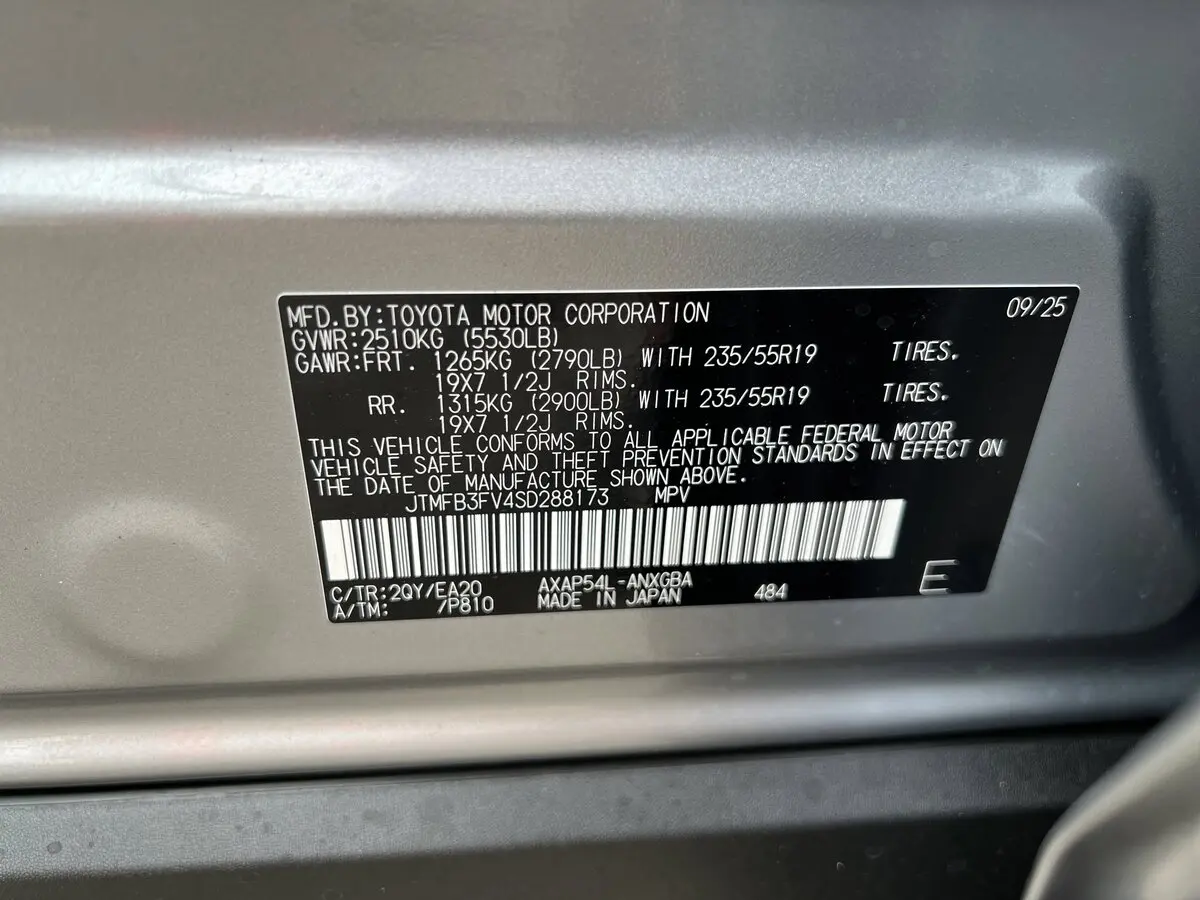 MFD.BY:TOYOTA MOTOR CORPORATION 09/25
GVWR:2510KG (5530LB)
GAWR:FRT. 1265KG (2790LB) WITH 235/55R19 TIRES.
19X7 1/2J RIMS.
RR. 1315KG (2900LB) WITH 235/55R19 TIRES.
19X7 1/2J RIMS.
THIS VEHICLE CONFORMS TO ALL APPLICABLE FEDERAL MOTOR
VEHICLE SAFETY AND THEFT PREVENTION STANDARDS IN EFFECT ON
THE DATE OF MANUFACTURE SHOWN ABOVE.
JTMFB3FV4SD288173 MPV
C/TR:2QY/EA20 AXAP54L-ANXGBA 484 E
A/TM: /P810 MADE IN JAPAN